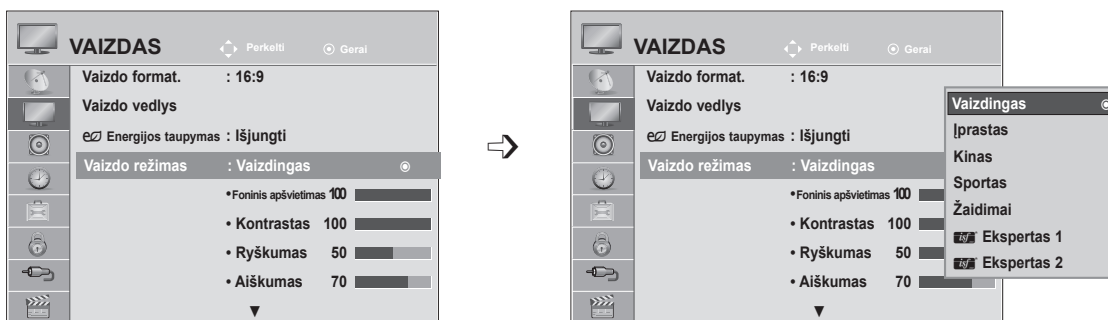 VAIZDAS Perkelti Gerai
Vaizdo format. : 16:9
Vaizdo vedlys
Energijos taupymas : Išjungti
Vaizdo režimas : Vaizdingas
•Foninis apšvietimas 100
• Kontrastas 100
• Ryškumas 50
• Aiškumas 70
▼
VAIZDAS Perkelti Gerai
Vaizdo format. : 16:9
Vaizdo vedlys
Energijos taupymas : Išjungti
Vaizdo režimas : Vaizdingas
•Foninis apšvietimas 100
• Kontrastas 100
• Ryškumas 50
• Aiškumas 70
▼
Vaizdingas
Įprastas
Kinas
Sportas
Žaidimai
isf Ekspertas 1
isf Ekspertas 2